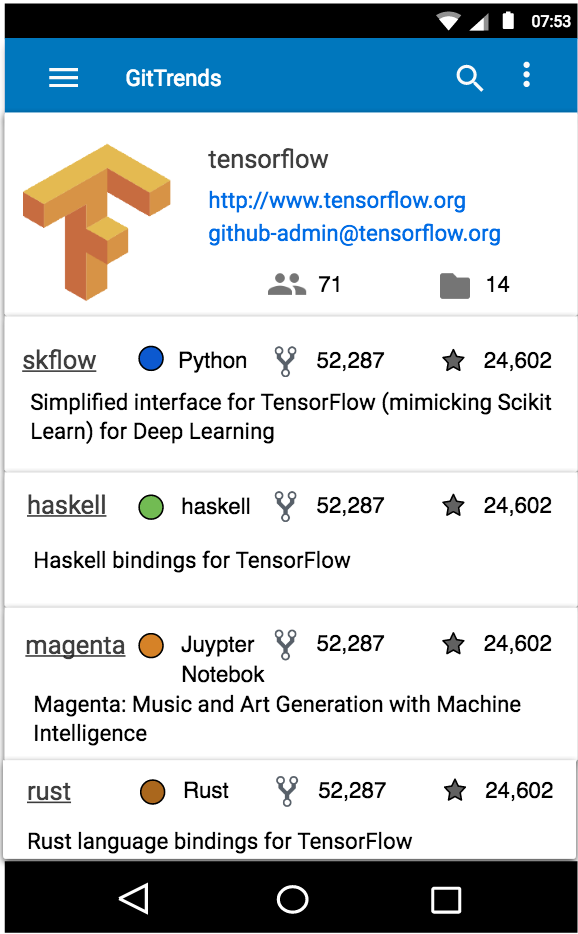 07:53
GitTrends
tensorflow
http://www.tensorflow.org
github-admin@tensorflow.org
71 14
skflow Python 52,287 24,602
Simplified interface for TensorFlow (mimicking Scikit
Learn) for Deep Learning
haskell haskell 52,287 24,602
Haskell bindings for TensorFlow
magenta Juypter 52,287 24,602
Notebok
Magenta: Music and Art Generation with Machine
Intelligence
rust Rust 52,287 24,602
Rust language bindings for TensorFlow